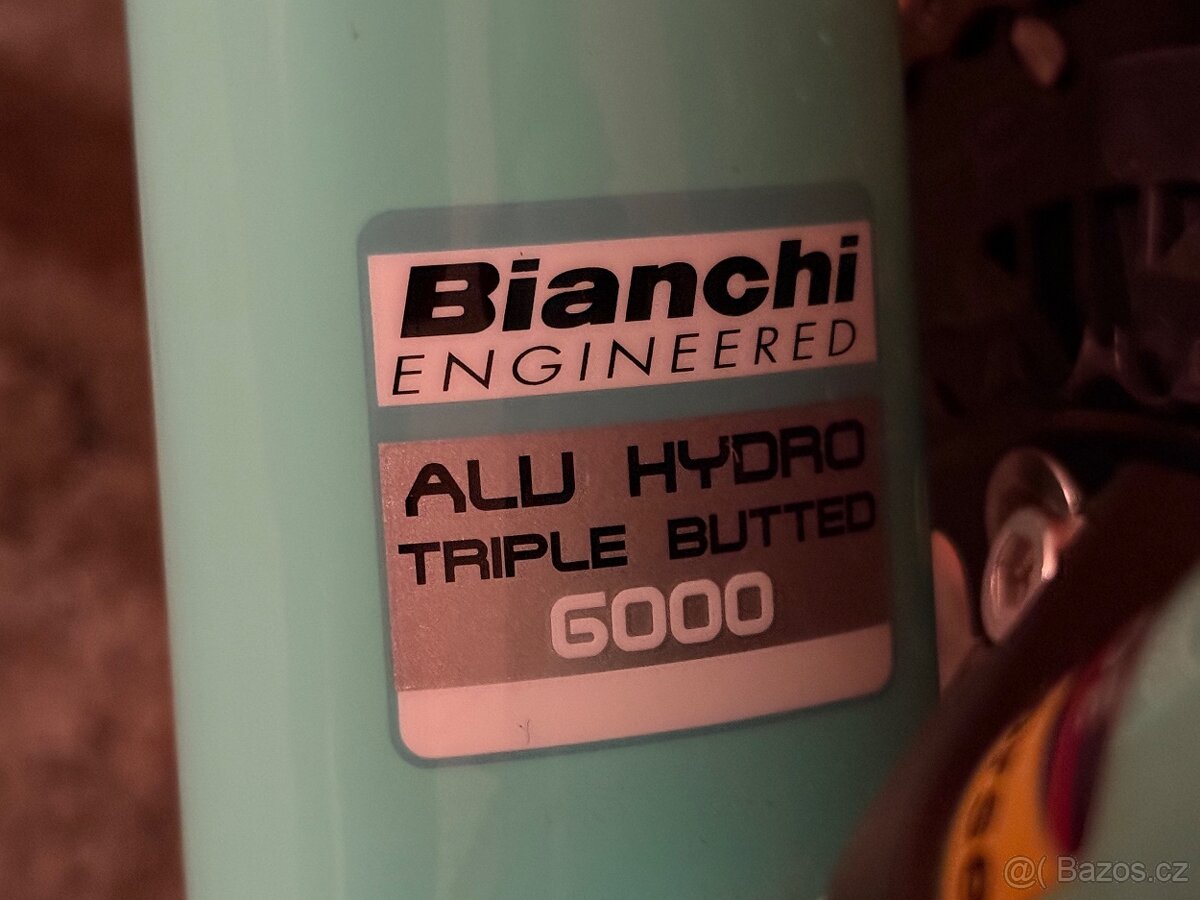 Bianchi
ENGINEERED
ALU HYDRO
TRIPLE BUTTED
6000
@( Bazos.cz